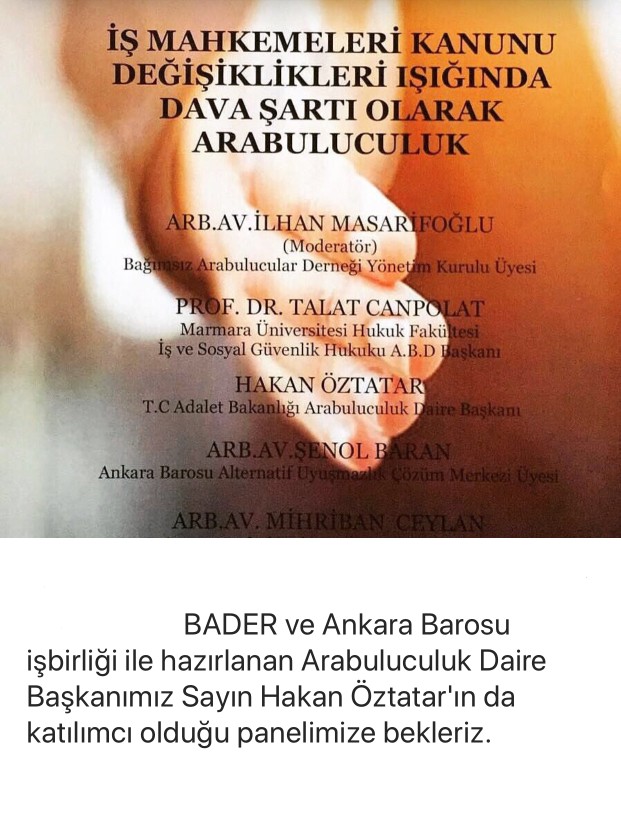 İŞ MAHKEMELERİ KANUNU
DEĞİŞİKLİKLERİ IŞIĞINDA
DAVA ŞARTI OLARAK
ARABULUCULUK
ARB.AV.İLHAN MASARİFOĞLU
(Moderatör)
Bağımsız Arabulucular Derneği Yönetim Kurulu Üyesi
PROF. DR. TALAT CANPOLAT
Marmara Üniversitesi Hukuk Fakültesi
İş ve Sosyal Güvenlik Hukuku A.B.D Başkanı
HAKAN ÖZTATAR
T.C Adalet Bakanlığı Arabuluculuk Daire Başkanı
ARB.AV.ŞENOL BARAN
Ankara Barosu Alternatif Uyuşmazlık Çözüm Merkezi Üyesi
ARB.AV. MİHRİBAN CEYLAN
BADER ve Ankara Barosu
işbirliği ile hazırlanan Arabuluculuk Daire
Başkanımız Sayın Hakan Öztatar'ın da
katılımcı olduğu panelimize bekleriz.